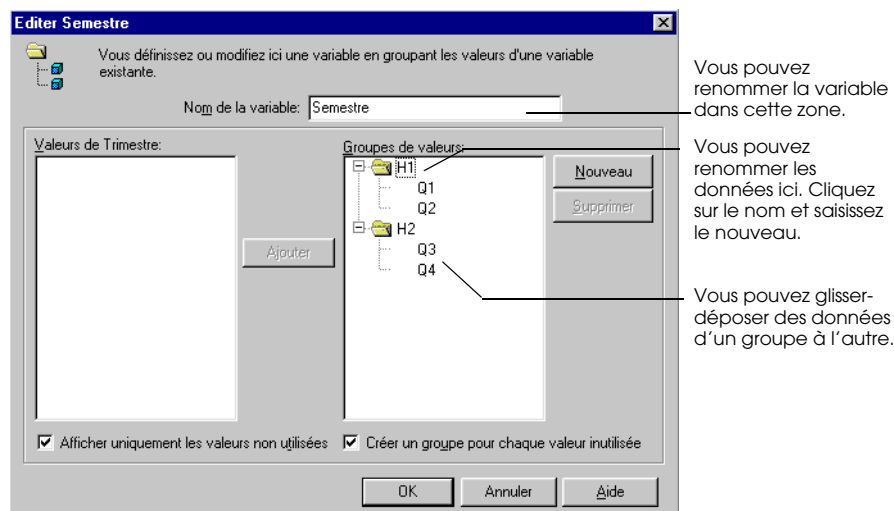 Editer Semestre
Vous définissez ou modifiez ici une variable en groupant les valeurs d'une variable
existante.
Nom de la variable: Semestre
Valeurs de Trimestre:
Groupes de valeurs:
H1
Q1
Q2
H2
Q3
Q4
Ajouter
Nouveau
Supprimer
Afficher uniquement les valeurs non utilisées
Créer un groupe pour chaque valeur inutilisée
OK
Annuler
Aide
Vous pouvez
renommer la variable
dans cette zone.
Vous pouvez
renommer les
données ici. Cliquez
sur le nom et saisissez
le nouveau.
Vous pouvez glisser-
déposer des données
d'un groupe à l'autre.